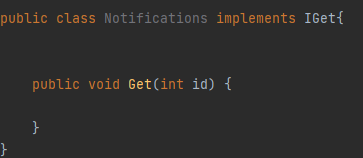 public class Notifications implements IGet{
public void Get(int id) {
}
}